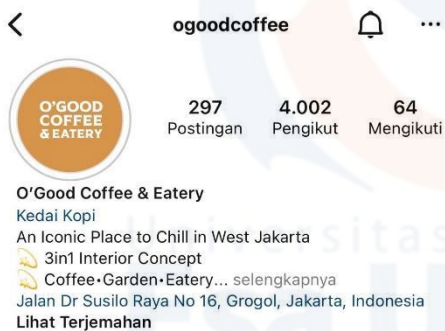 ogoodcoffee
O'GOOD
COFFEE
& EATERY
297 4.002 64
Postingan Pengikut Mengikuti
O'Good Coffee & Eatery
Kedai Kopi
An Iconic Place to Chill in West Jakarta
💫 3in1 Interior Concept
💫 Coffee•Garden•Eatery... selengkapnya
Jalan Dr Susilo Raya No 16, Grogol, Jakarta, Indonesia
Lihat Terjemahan